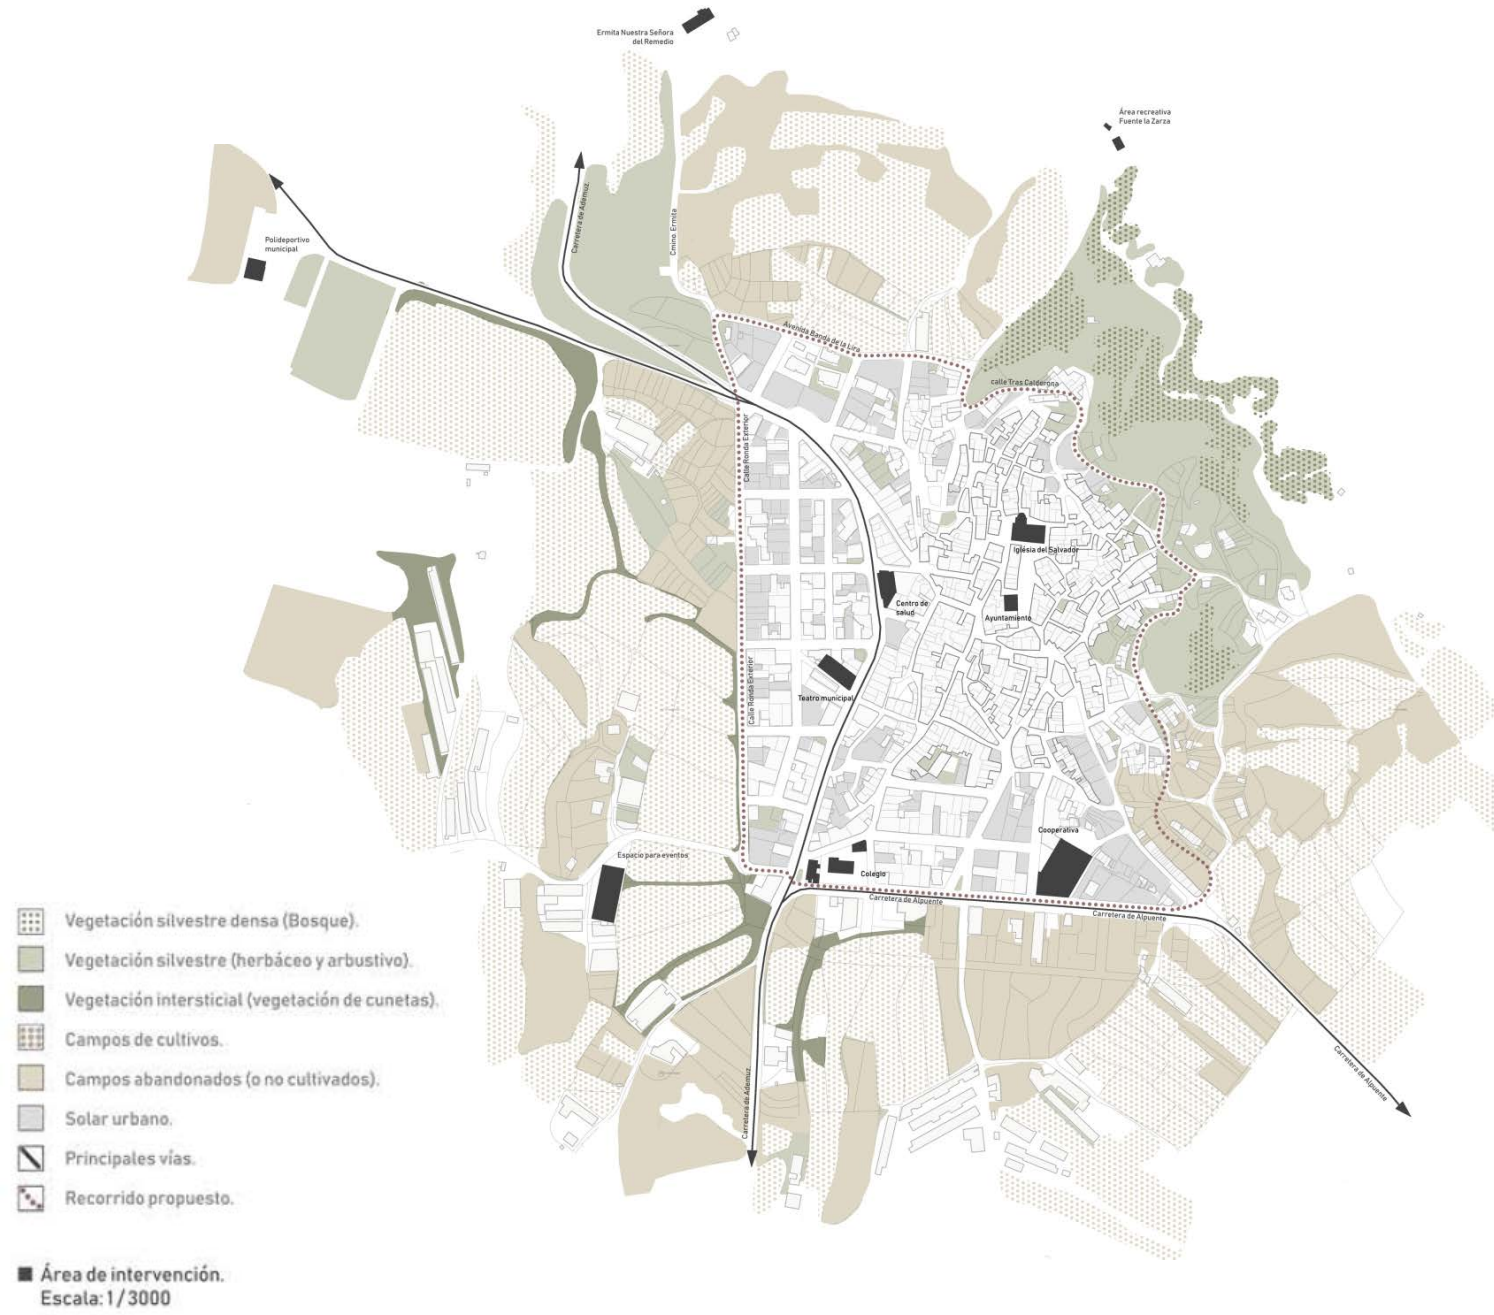 Ermita Nuestra Señora
del Remedio
Área recreativa
Fuente la Zarza
Carretera de Ademuz.
Cmino. Ermita
Polideportivo
municipal
Avenida Banda de la Lira
calle Tras Calderona
Calle Ronda Exterior
Iglésia del Salvador
Centro de
salud
Ayuntamiento
Calle Ronda Exterior
Teatro municipal
Cooperativa
Espacio para eventos
Colegio
Carretera de Alpuente
Carretera de Alpuente
Carretera de Ademuz.
Carretera de Alpuente
Vegetación silvestre densa (Bosque).
Vegetación silvestre (herbáceo y arbustivo).
Vegetación intersticial (vegetación de cunetas).
Campos de cultivos.
Campos abandonados (o no cultivados).
Solar urbano.
Principales vías.
Recorrido propuesto.
Área de intervención.
Escala: 1/3000